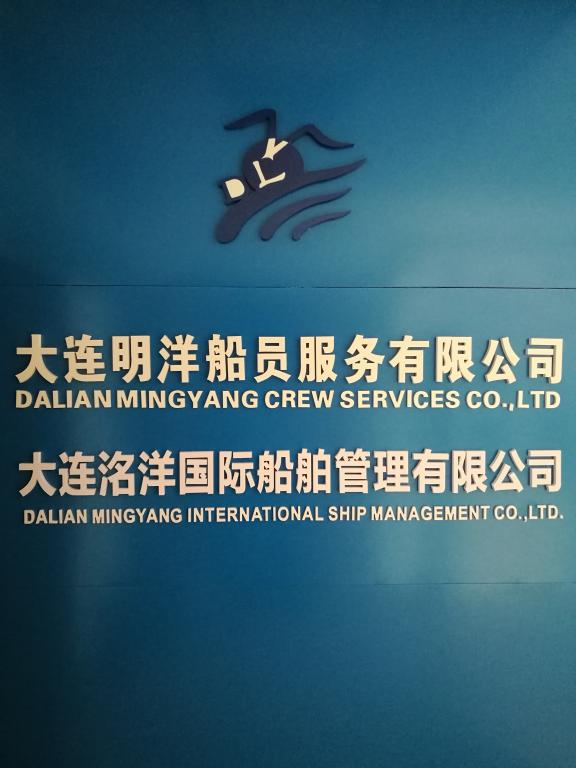 DLY
大连明洋船员服务有限公司
DALIAN MINGYANG CREW SERVICES CO.,LTD
大连洺洋国际船舶管理有限公司
DALIAN MINGYANG INTERNATIONAL SHIP MANAGEMENT CO.,LTD.